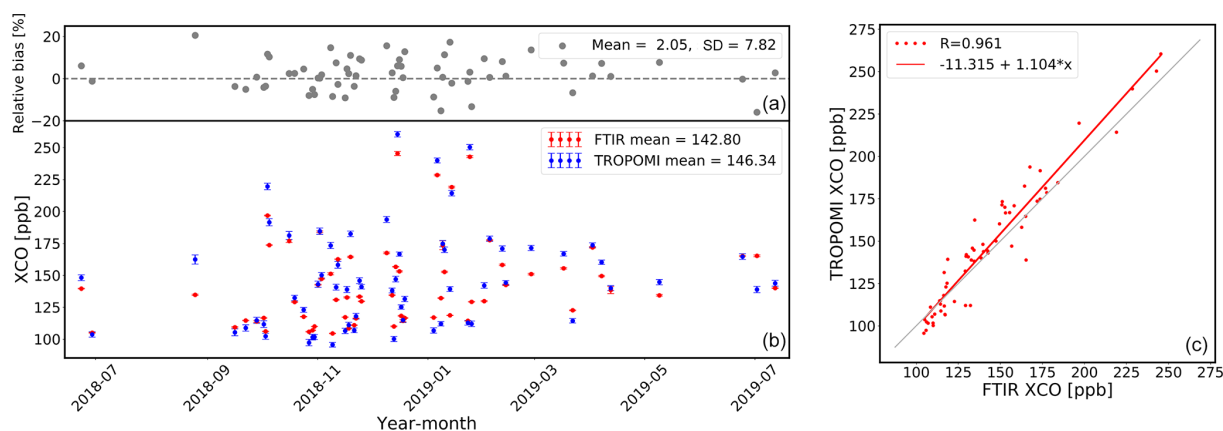 Relative bias [%]
20
0
−20
Mean = 2.05, SD = 7.82
(a)
XCO [ppb]
250
225
200
175
150
125
100
FTIR mean = 142.80
TROPOMI mean = 146.34
(b)
2018-07
2018-09
2018-11
2019-01
2019-03
2019-05
2019-07
Year-month
TROPOMI XCO [ppb]
275
250
225
200
175
150
125
100
R=0.961
-11.315 + 1.104*x
(c)
100 125 150 175 200 225 250 275
FTIR XCO [ppb]